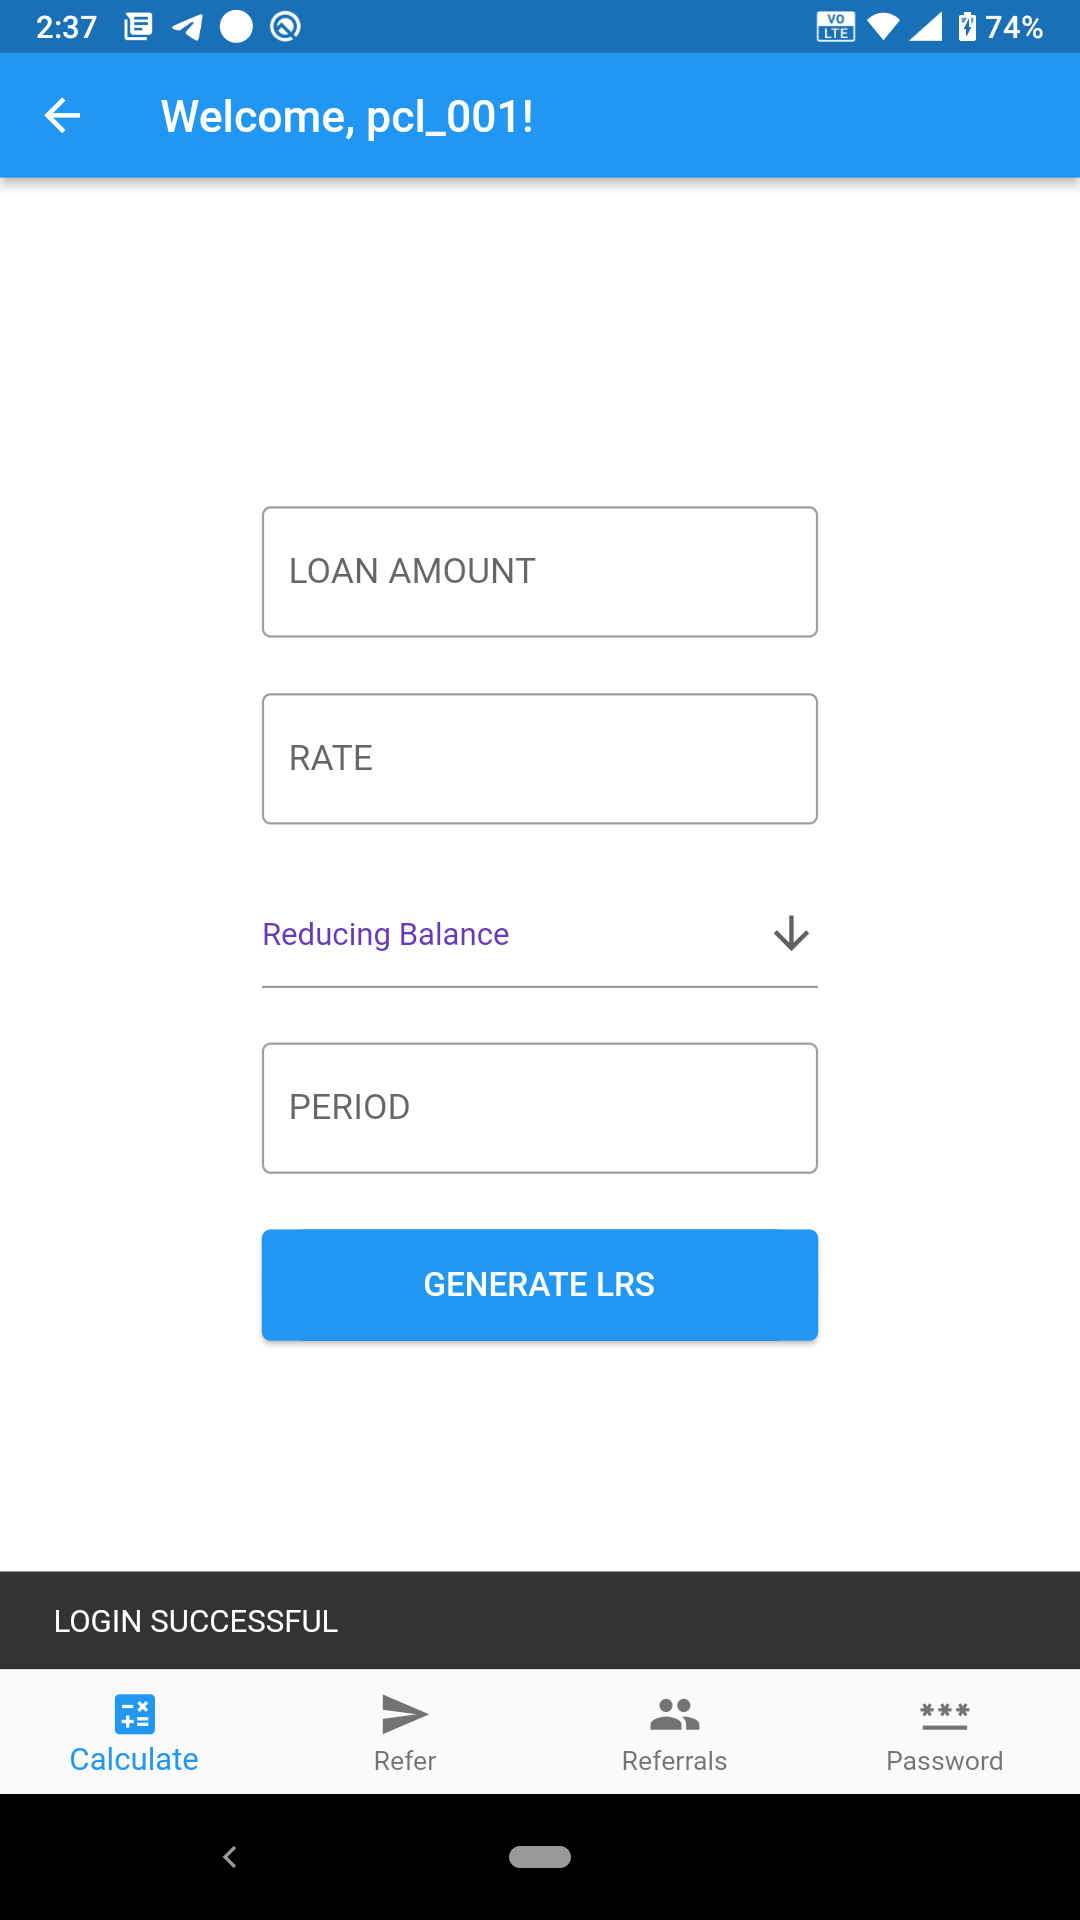 2:37
VO
LTE
74%
Welcome, pcl_001!
LOAN AMOUNT
RATE
Reducing Balance
PERIOD
GENERATE LRS
LOGIN SUCCESSFUL
Calculate
Refer
Referrals
Password